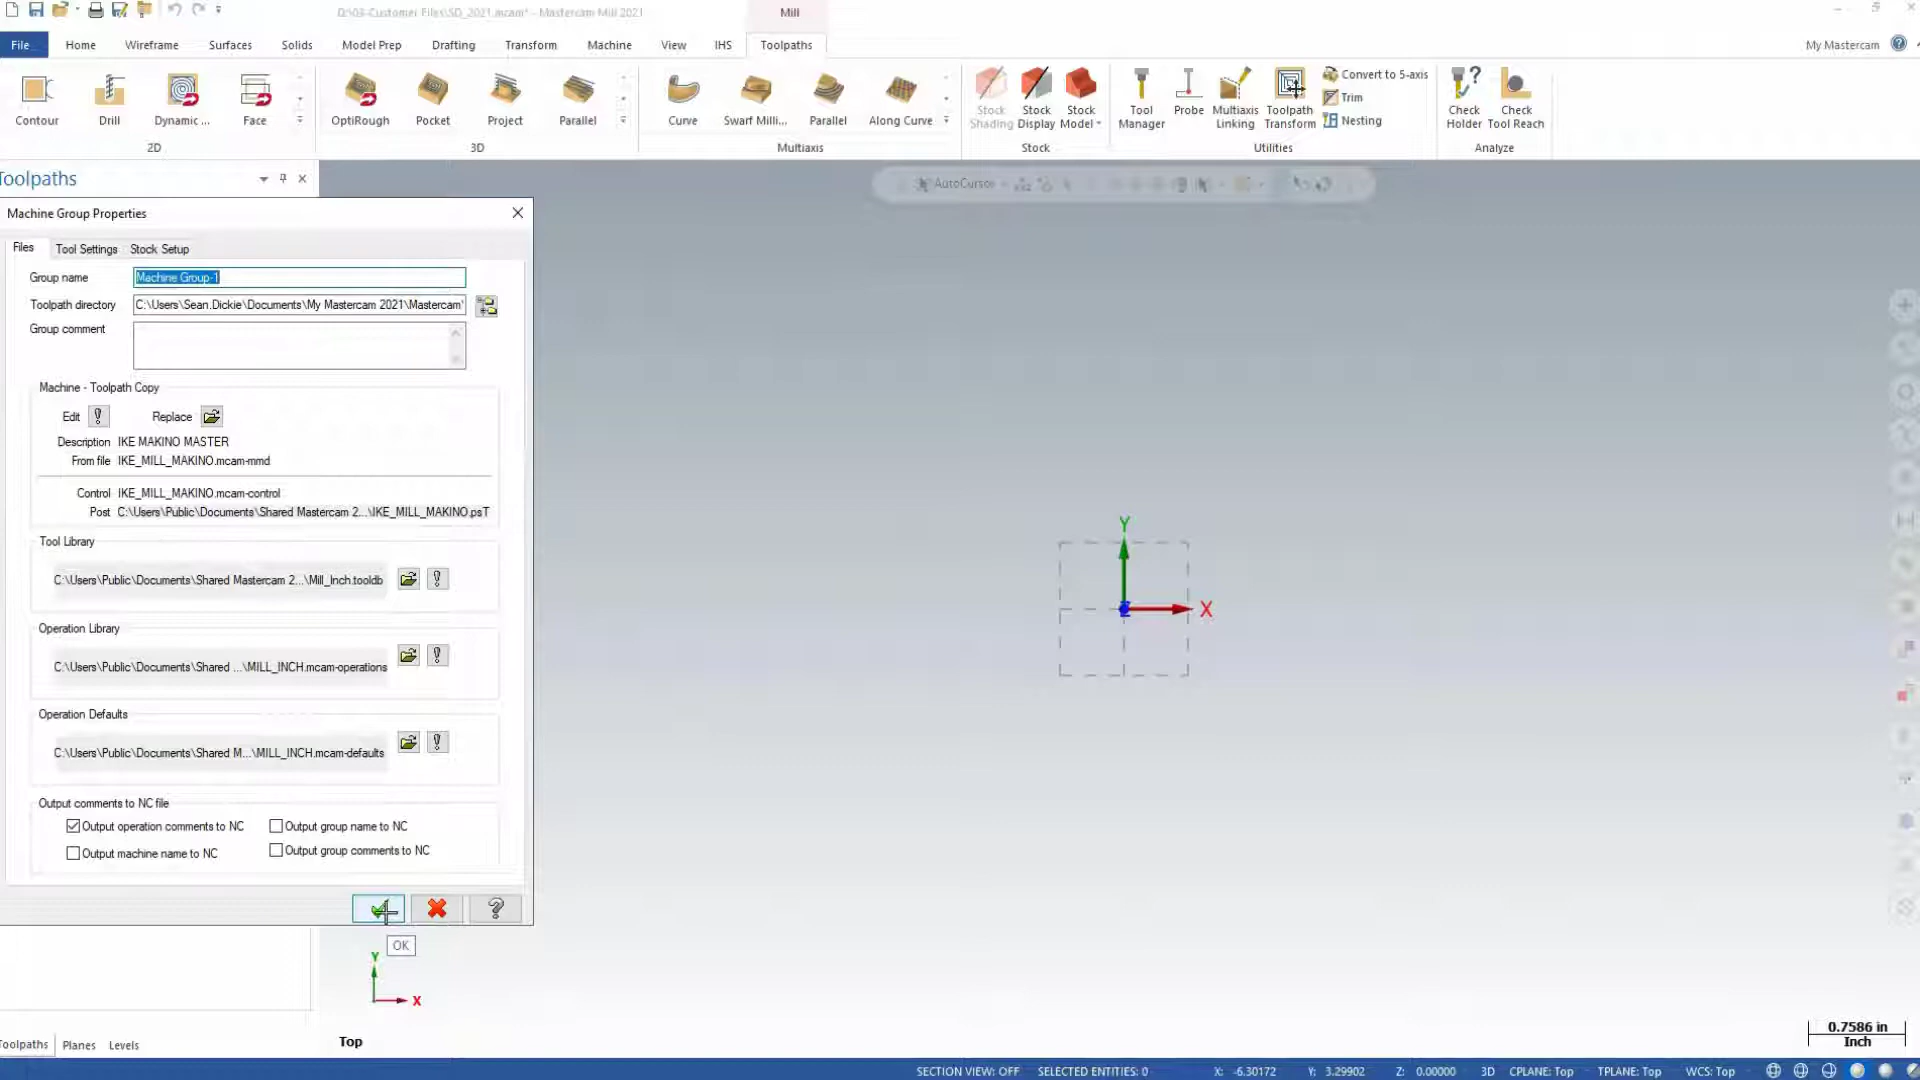 D:\03-Customer Files\SD_2021.mcam* - Mastercam Mill 2021
Mill
File Home Wireframe Surfaces Solids Model Prep Drafting Transform Machine View IHS Toolpaths
My Mastercam
Contour Drill Dynamic ... Face
2D
OptiRough Pocket Project Parallel
3D
Curve Swarf Milli... Parallel Along Curve
Multiaxis
Stock Shading Stock Display Stock Model
Stock
Tool Manager Probe Multiaxis Linking Toolpath Transform
Convert to 5-axis
Trim
Nesting
Utilities
Check Holder Check Tool Reach
Analyze
Toolpaths
AutoCursor
Machine Group Properties
Files Tool Settings Stock Setup
Group name Machine Group-1
Toolpath directory C:\Users\Sean.Dickie\Documents\My Mastercam 2021\Mastercam
Group comment
Machine - Toolpath Copy
Edit Replace
Description IKE MAKINO MASTER
From file IKE_MILL_MAKINO.mcam-mmd
Control IKE_MILL_MAKINO.mcam-control
Post C:\Users\Public\Documents\Shared Mastercam 2...\IKE_MILL_MAKINO.psT
Tool Library
C:\Users\Public\Documents\Shared Mastercam 2...\Mill_Inch.tooldb
Operation Library
C:\Users\Public\Documents\Shared ...\MILL_INCH.mcam-operations
Operation Defaults
C:\Users\Public\Documents\Shared M...\MILL_INCH.mcam-defaults
Output comments to NC file
Output operation comments to NC Output group name to NC
Output machine name to NC Output group comments to NC
OK
Y
X
Z
Y
X
Top
0.7586 in
Inch
Toolpaths Planes Levels
SECTION VIEW: OFF SELECTED ENTITIES: 0 X: -6.30172 Y: 3.29902 Z: 0.00000 3D CPLANE: Top TPLANE: Top WCS: Top